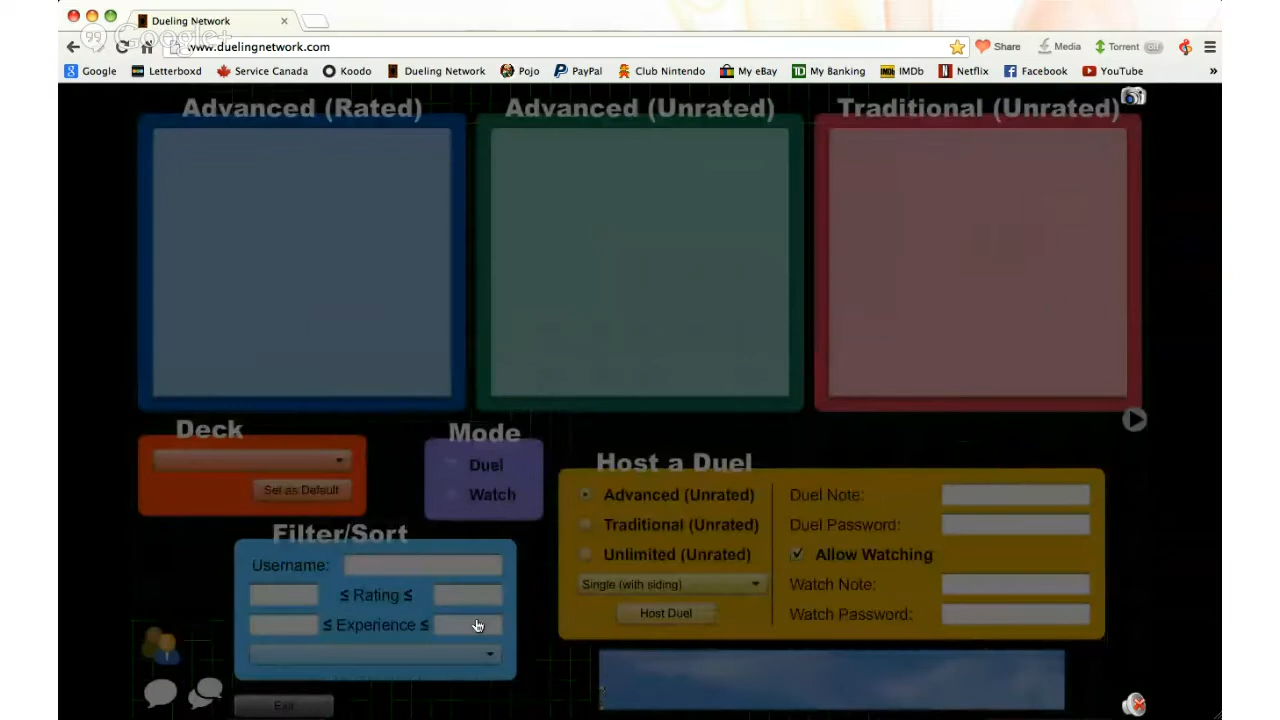 Dueling Network
Google+
www.duelingnetwork.com
Share
Media
Torrent
Google
Letterboxd
Service Canada
Koodo
Dueling Network
Pojo
PayPal
Club Nintendo
My eBay
My Banking
IMDb
Netflix
Facebook
YouTube
»
Advanced (Rated)
Advanced (Unrated)
Traditional (Unrated)
Deck
Set as Default
Mode
Duel
Watch
Host a Duel
Advanced (Unrated)
Traditional (Unrated)
Unlimited (Unrated)
Single (with siding)
Host Duel
Duel Note:
Duel Password:
Allow Watching
Watch Note:
Watch Password:
Filter/Sort
Username:
≤ Rating ≤
≤ Experience ≤
Exit